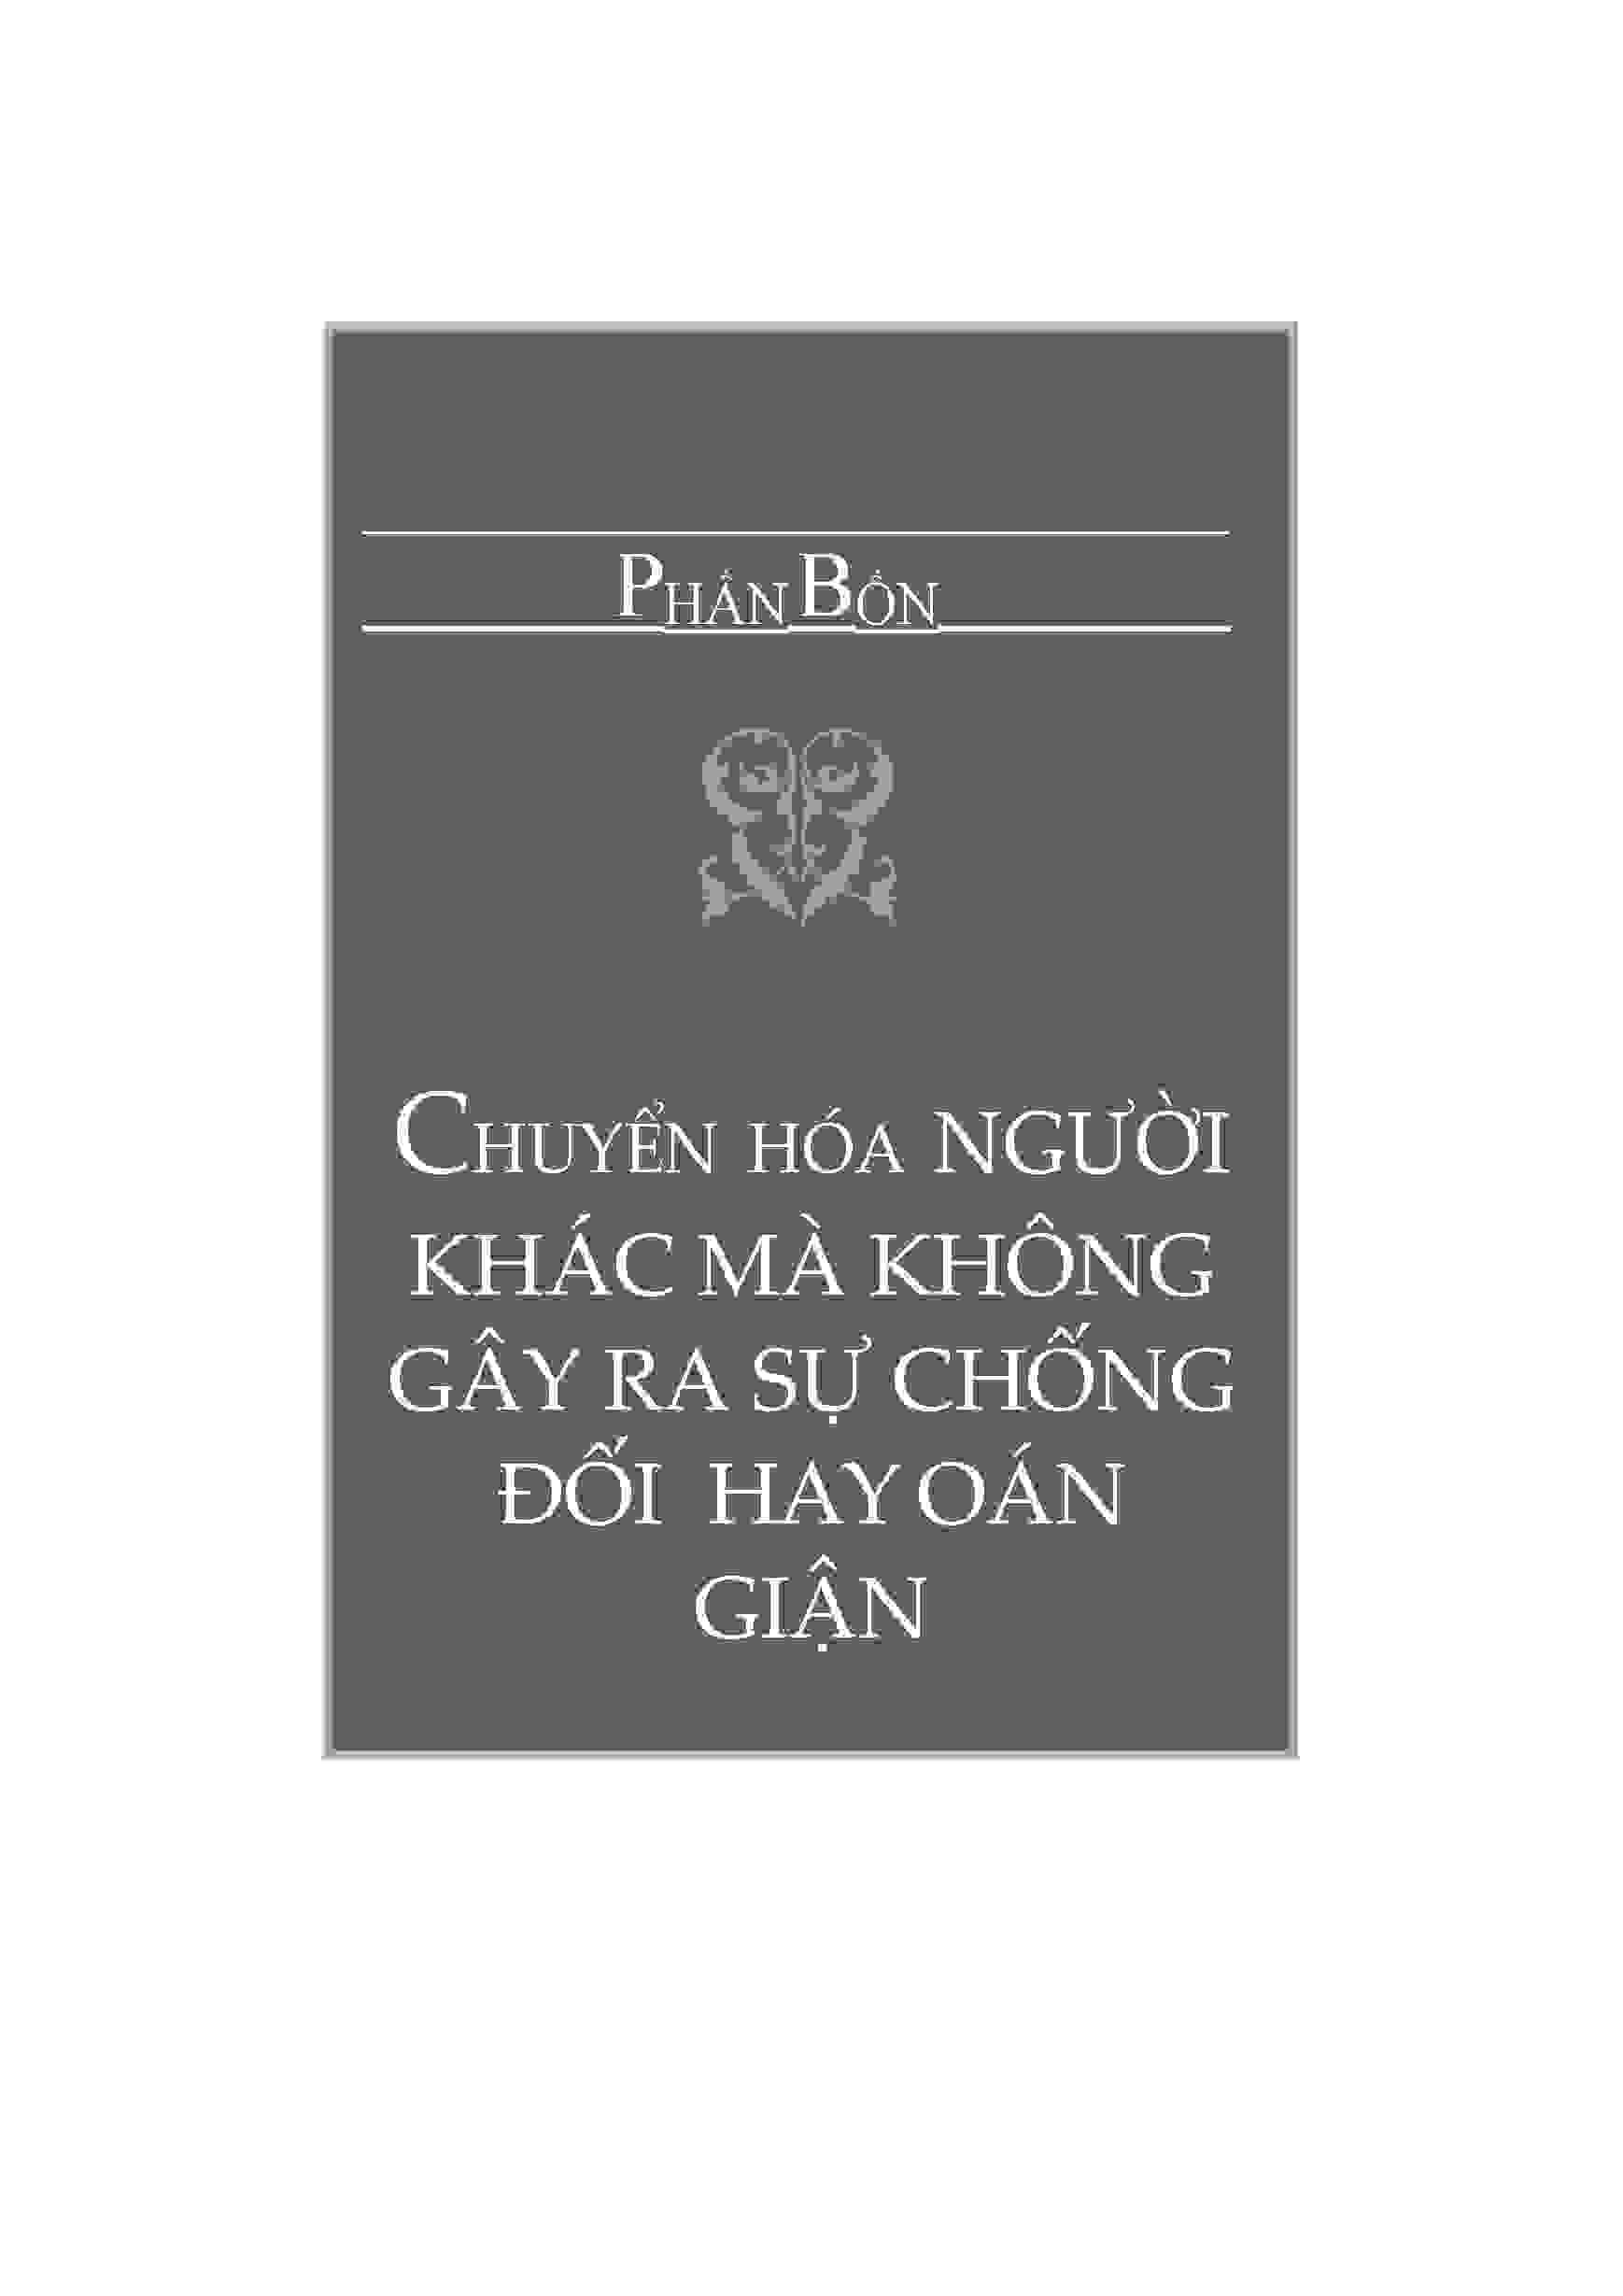 PHẦN BỐN
CHUYỂN HÓA NGƯỜI
KHÁC MÀ KHÔNG
GÂY RA SỰ CHỐNG
ĐỐI HAY OÁN
GIẬN